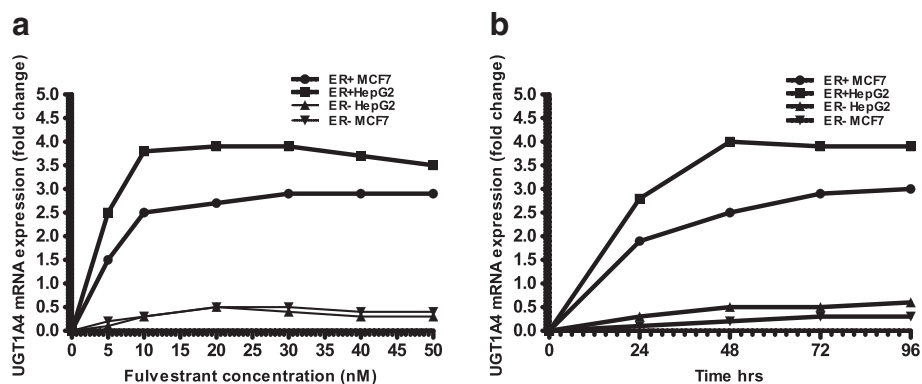 a
UGT1A4 mRNA expression (fold change)
ER+ MCF7
ER+HepG2
ER- HepG2
ER- MCF7
5.0
4.5
4.0
3.5
3.0
2.5
2.0
1.5
1.0
0.5
0.0
0 5 10 15 20 25 30 35 40 45 50
Fulvestrant concentration (nM)
b
UGT1A4 mRNA expression (fold change)
ER+ MCF7
ER+HepG2
ER- HepG2
ER- MCF7
5.0
4.5
4.0
3.5
3.0
2.5
2.0
1.5
1.0
0.5
0.0
0 24 48 72 96
Time hrs